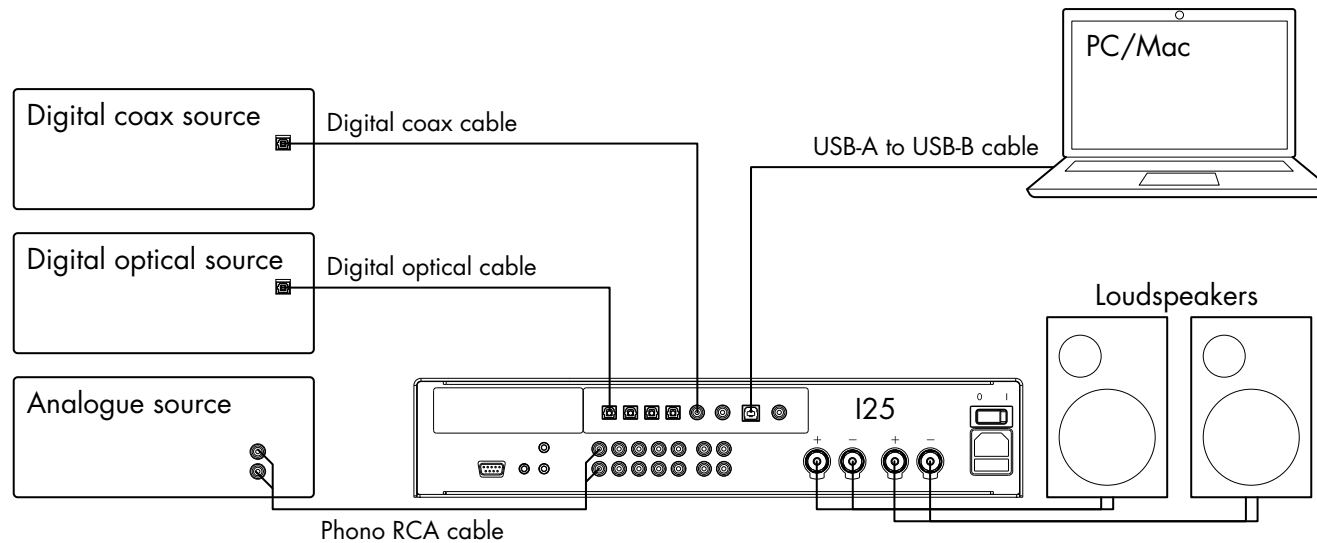 PC/Mac
Digital coax source
Digital coax cable
USB-A to USB-B cable
Digital optical source
Digital optical cable
Loudspeakers
Analogue source
I25
0 I
+ − + −
Phono RCA cable